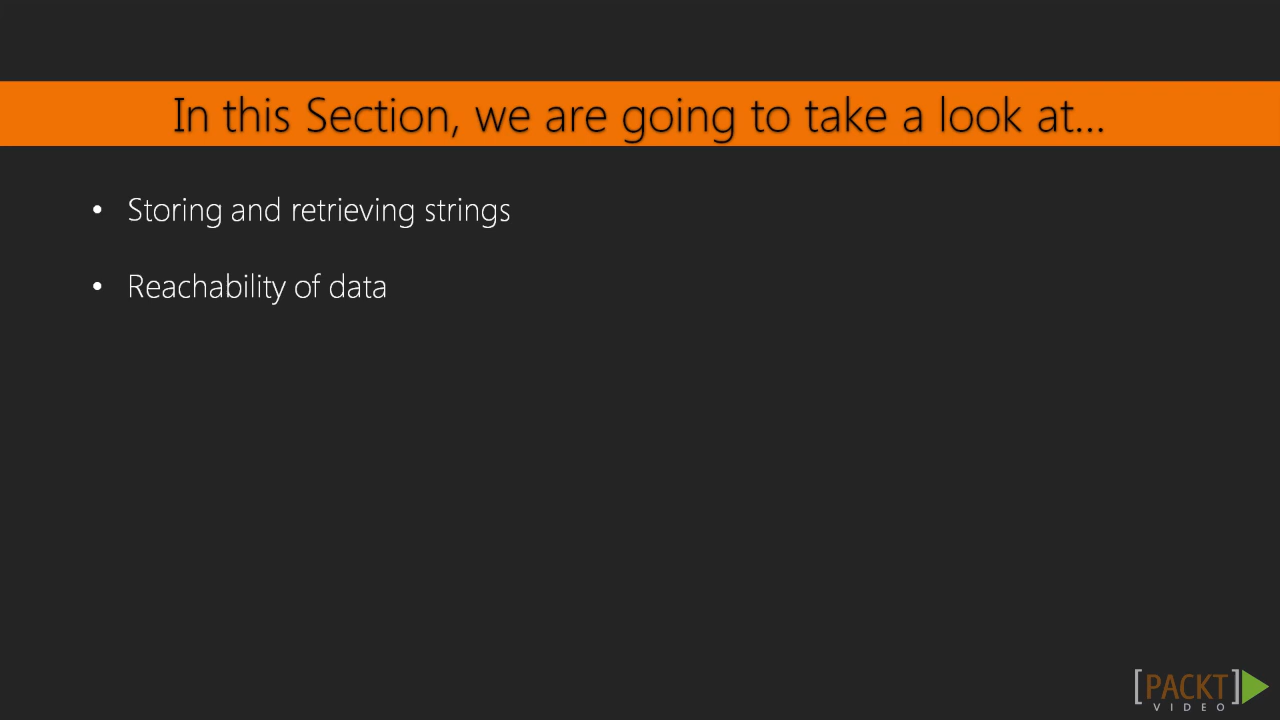 In this Section, we are going to take a look at...
• Storing and retrieving strings
• Reachability of data
[PACKT]
VIDEO